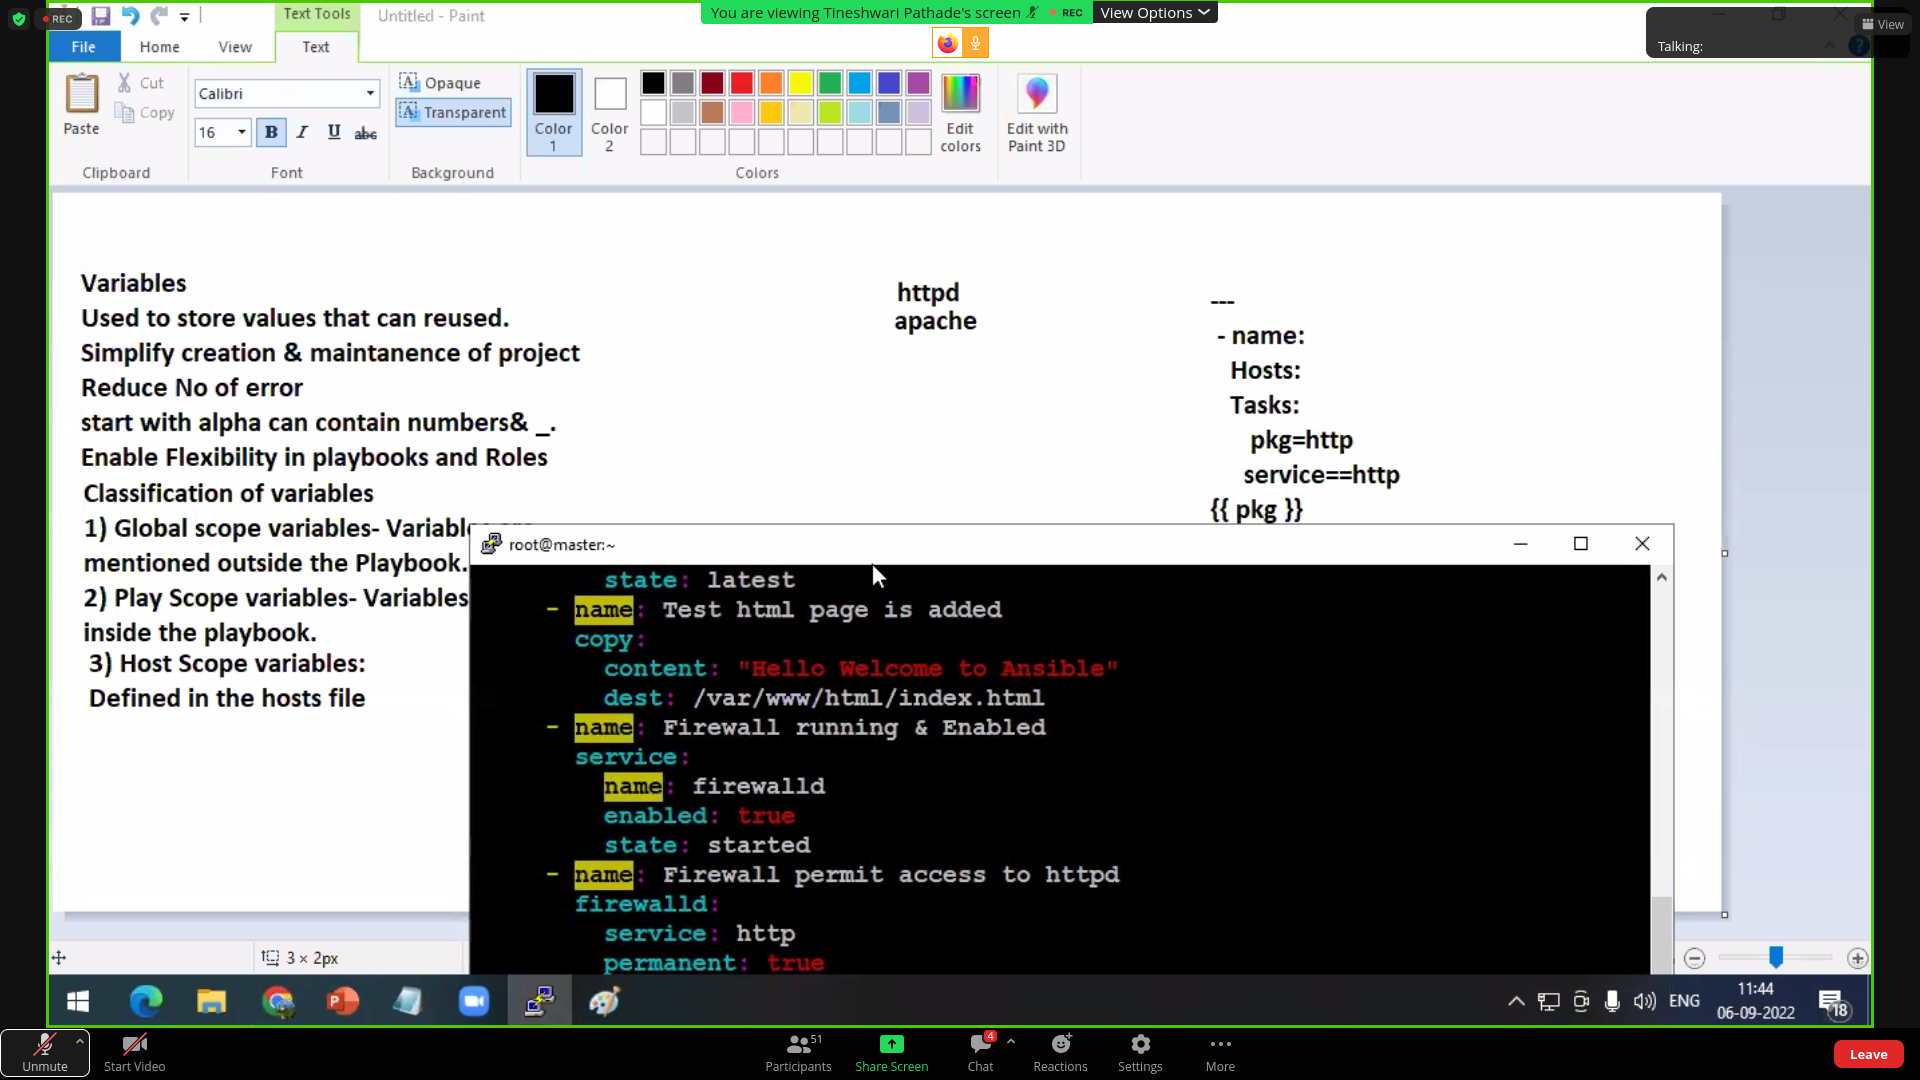 REC
Text Tools
Untitled - Paint
You are viewing Tineshwari Pathade's screen
REC
View Options
View
Talking:
File
Home
View
Text
Paste
Cut
Copy
Clipboard
Calibri
16
B I U abc
Font
Opaque
Transparent
Background
Color
1
Color
2
Edit
colors
Colors
Edit with
Paint 3D
Variables
Used to store values that can reused.
Simplify creation & maintanence of project
Reduce No of error
start with alpha can contain numbers& _.
Enable Flexibility in playbooks and Roles
Classification of variables
1) Global scope variables- Variables are
mentioned outside the Playbook.
2) Play Scope variables- Variables
inside the playbook.
3) Host Scope variables:
Defined in the hosts file
httpd
apache
---
- name:
Hosts:
Tasks:
pkg=http
service==http
{{ pkg }}
root@master:~
state: latest
- name: Test html page is added
copy:
content: "Hello Welcome to Ansible"
dest: /var/www/html/index.html
- name: Firewall running & Enabled
service:
name: firewalld
enabled: true
state: started
- name: Firewall permit access to httpd
firewalld:
service: http
permanent: true
3 × 2px
ENG
11:44
06-09-2022
18
Unmute
Start Video
51
Participants
Share Screen
4
Chat
Reactions
Settings
More
Leave